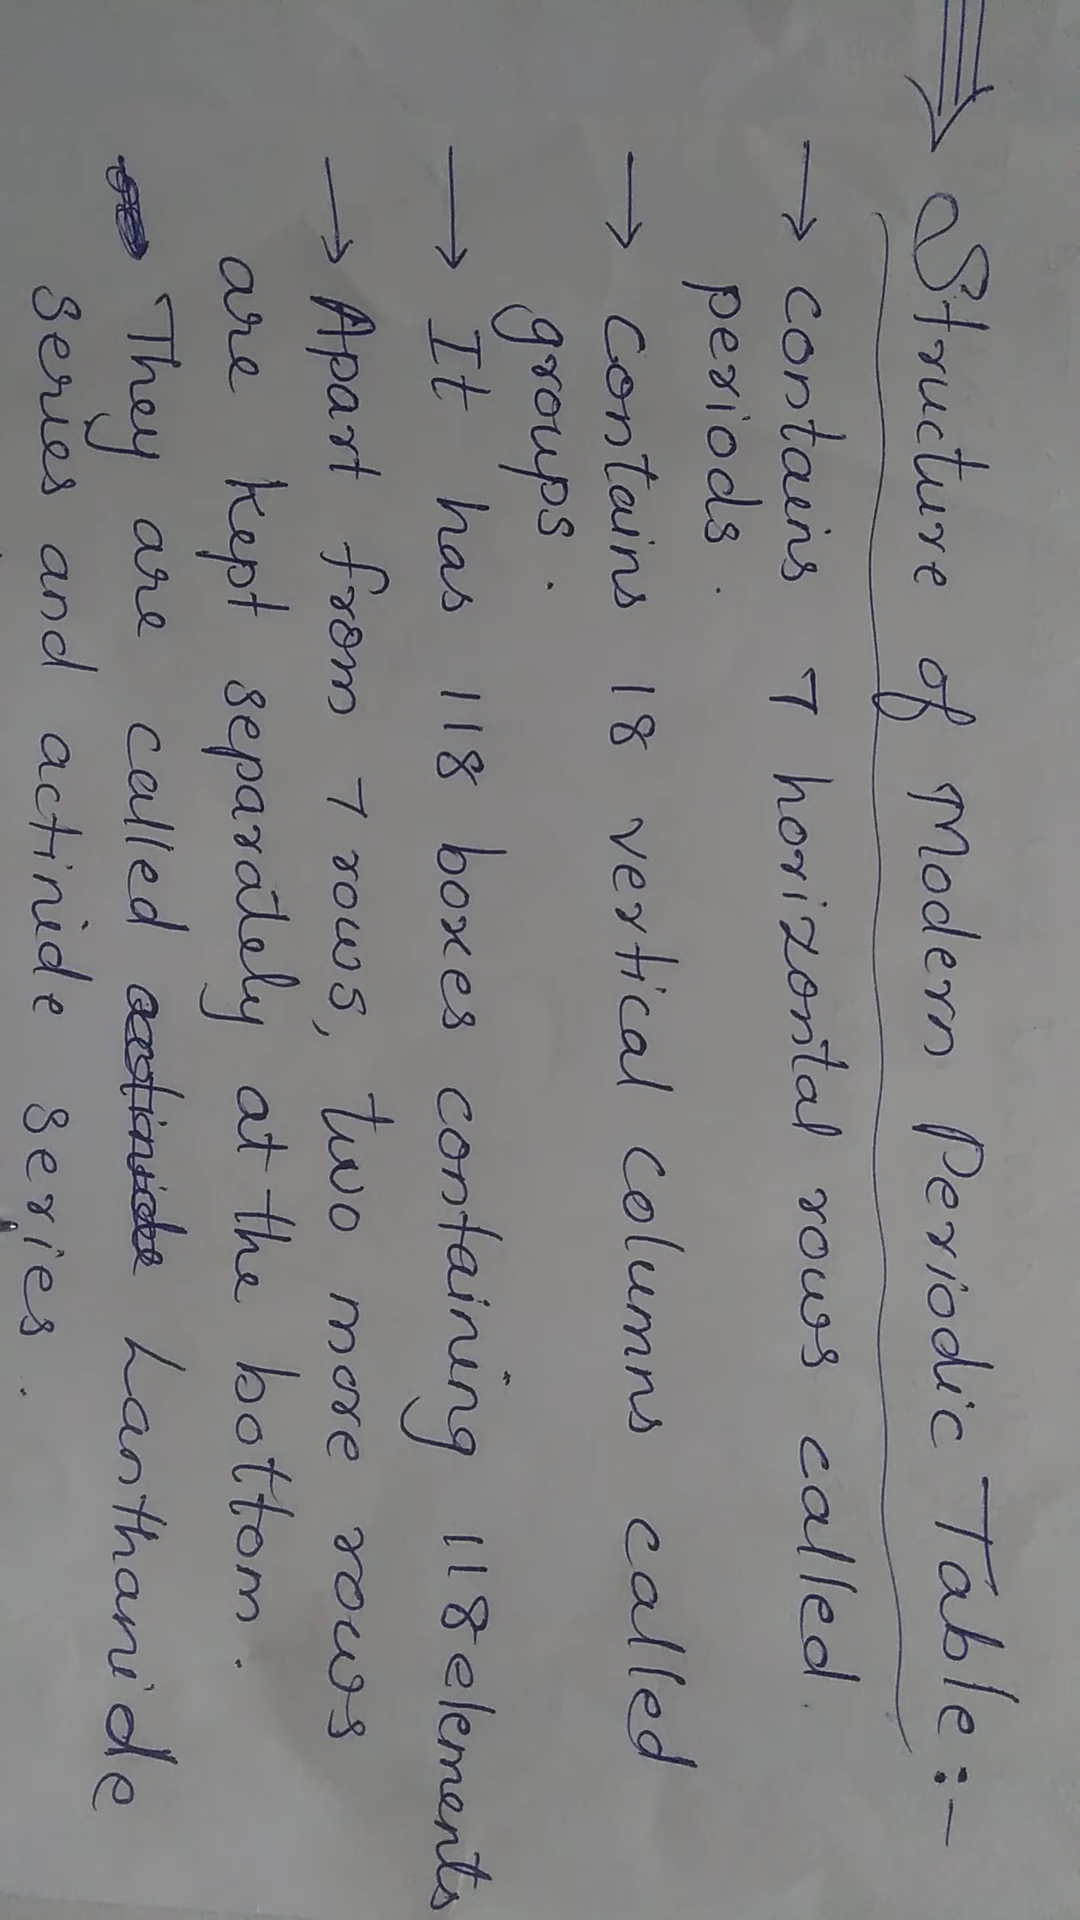 ⟹ Structure of Modern Periodic Table :-
→ contains 7 horizontal rows called
periods.
→ Contains 18 vertical columns called
groups.
→ It has 118 boxes containing 118 elements
→ Apart from 7 rows, two more rows
are kept separately at the bottom.
They are called actinide Lanthanide
series and actinide series.